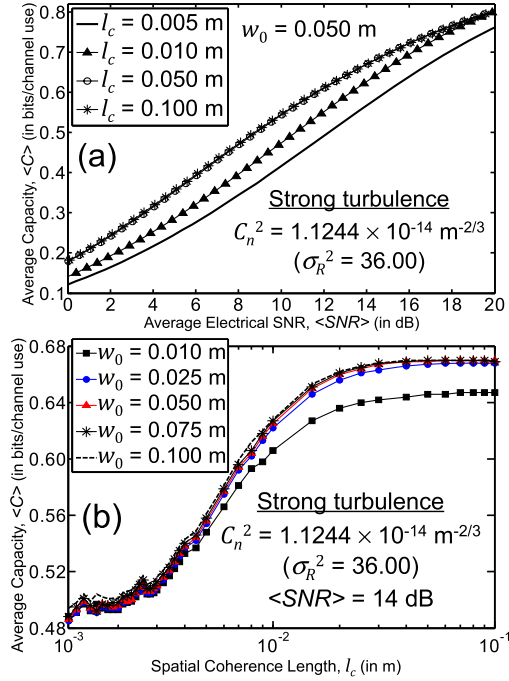 l_c = 0.005 m
l_c = 0.010 m
l_c = 0.050 m
l_c = 0.100 m
w_0 = 0.050 m
(a)
Strong turbulence
C_n^2 = 1.1244 × 10^-14 m^-2/3
(σ_R^2 = 36.00)
Average Capacity, <C> (in bits/channel use)
0.8
0.7
0.6
0.5
0.4
0.3
0.2
0.1
0 2 4 6 8 10 12 14 16 18 20
Average Electrical SNR, <SNR> (in dB)
w_0 = 0.010 m
w_0 = 0.025 m
w_0 = 0.050 m
w_0 = 0.075 m
w_0 = 0.100 m
(b)
Strong turbulence
C_n^2 = 1.1244 × 10^-14 m^-2/3
(σ_R^2 = 36.00)
<SNR> = 14 dB
Average Capacity, <C> (in bits/channel use)
0.68
0.64
0.60
0.56
0.52
0.48
10^-3 10^-2 10^-1
Spatial Coherence Length, l_c (in m)